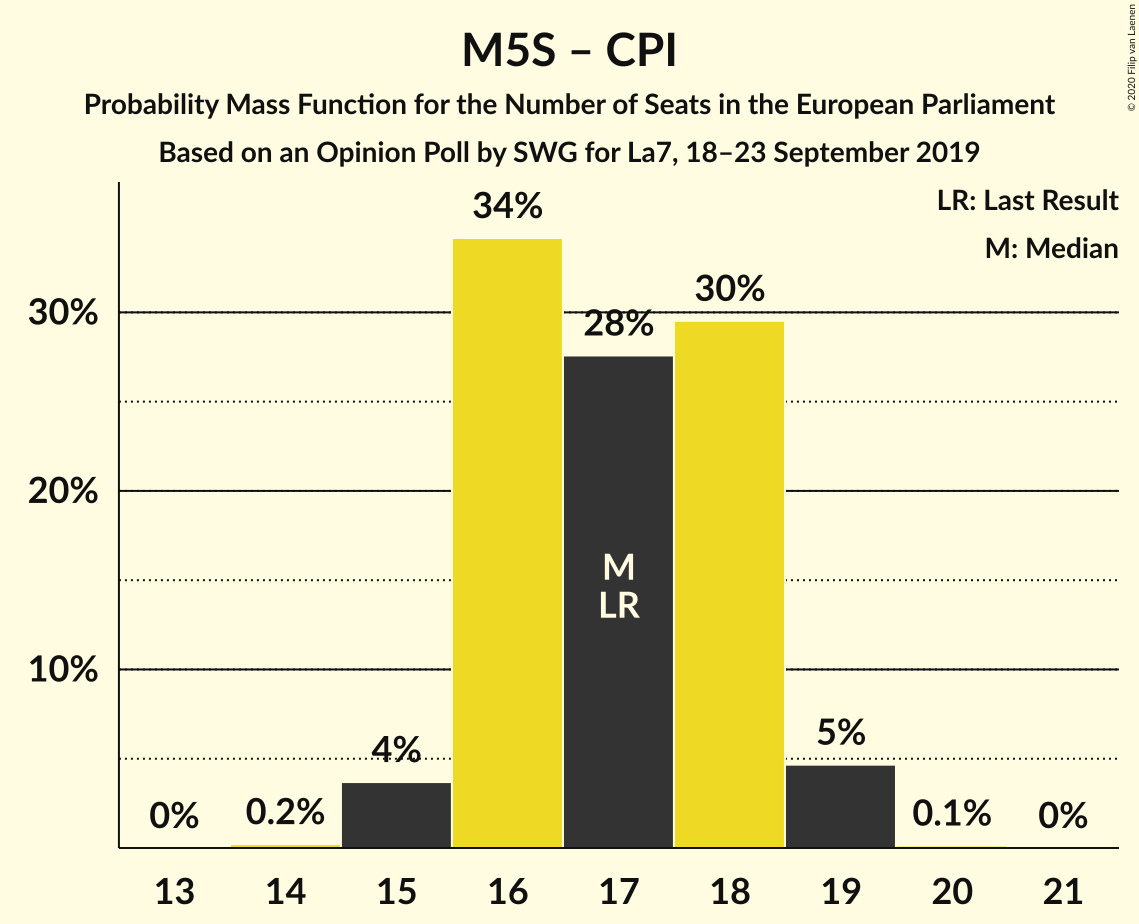 M5S – CPI
Probability Mass Function for the Number of Seats in the European Parliament
Based on an Opinion Poll by SWG for La7, 18–23 September 2019
© 2020 Filip van Laenen
LR: Last Result
M: Median
34%
30%
28%
30%
20%
M
LR
10%
5%
4%
0%
0.2%
0.1%
0%
13 14 15 16 17 18 19 20 21